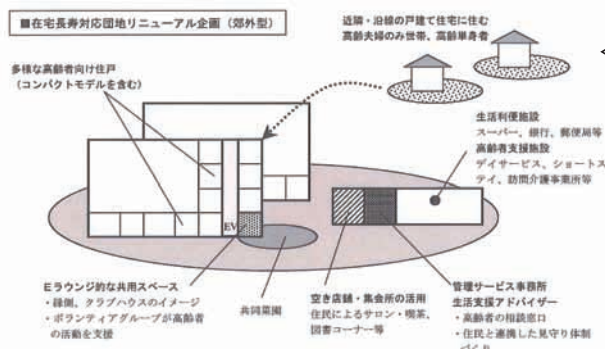 ■在宅長寿対応団地リニューアル企画（郊外型）
近隣・沿線の戸建て住宅に住む
高齢夫婦のみ世帯、高齢単身者
多様な高齢者向け住戸
（コンパクトモデルを含む）
生活利便施設
スーパー、銀行、郵便局等
高齢者支援施設
デイサービス、ショートス
テイ、訪問介護事業所等
EV
Eラウンジ的な共用スペース
・縁側、クラブハウスのイメージ
・ボランティアグループが高齢者
の活動を支援
共同菜園
空き店舗・集会所の活用
住民によるサロン・喫茶、
図書コーナー等
管理サービス事務所
生活支援アドバイザー
・高齢者の相談窓口
・住民と連携した見守り体制
づくり